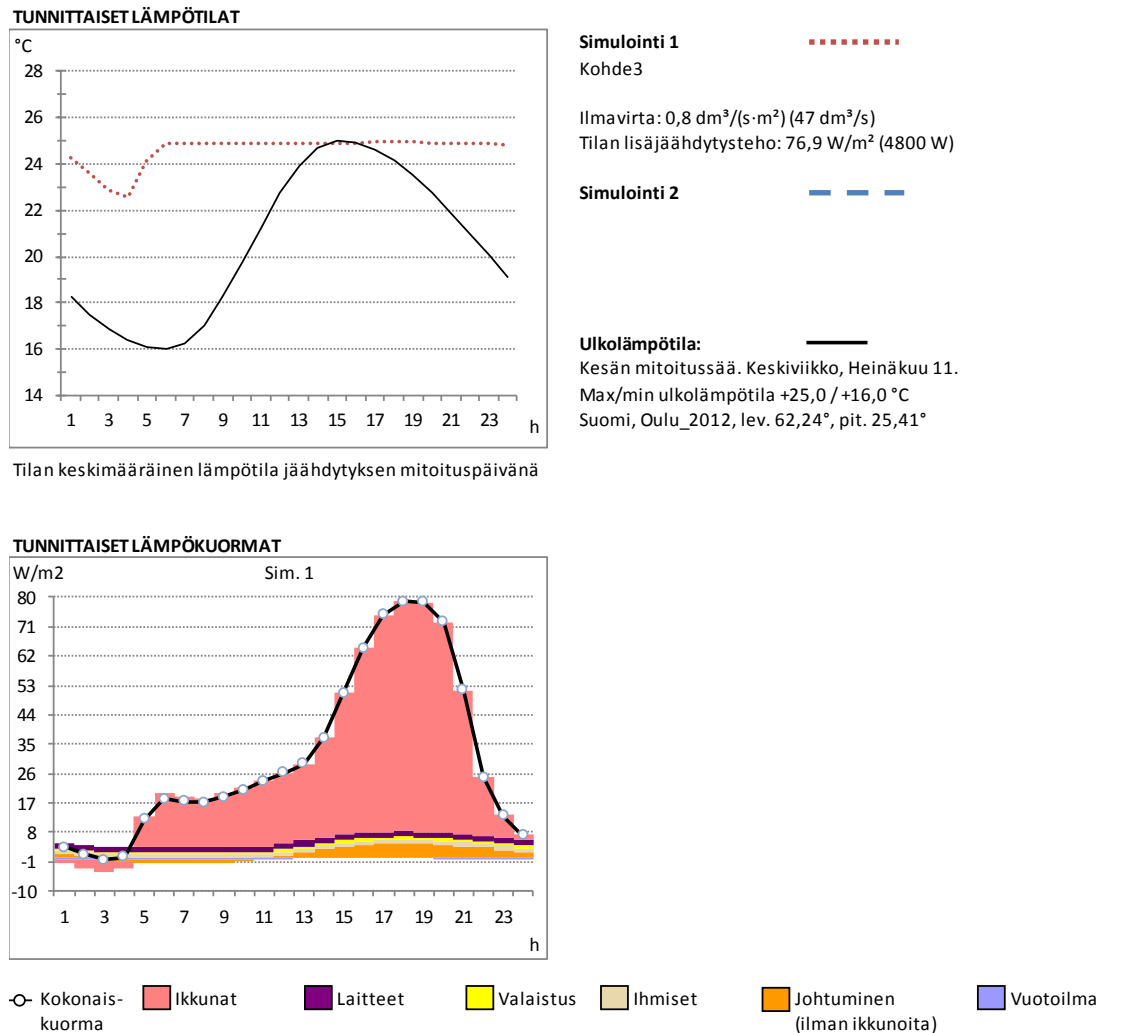 TUNNITTAISET LÄMPÖTILAT
°C
28
26
24
22
20
18
16
14
1 3 5 7 9 11 13 15 17 19 21 23
h
Tilan keskimääräinen lämpötila jäähdytyksen mitoituspäivänä
Simulointi 1
Kohde3
Ilmavirta: 0,8 dm³/(s·m²) (47 dm³/s)
Tilan lisäjäähdytysteho: 76,9 W/m² (4800 W)
Simulointi 2
Ulkolämpötila:
Kesän mitoitussää. Keskiviikko, Heinäkuu 11.
Max/min ulkolämpötila +25,0 / +16,0 °C
Suomi, Oulu_2012, lev. 62,24°, pit. 25,41°
TUNNITTAISET LÄMPÖKUORMAT
W/m2 Sim. 1
80
71
62
53
44
35
26
17
8
-1
-10
1 3 5 7 9 11 13 15 17 19 21 23
h
Kokonais-
kuorma
Ikkunat
Laitteet
Valaistus
Ihmiset
Johtuminen
(ilman ikkunoita)
Vuotoilma